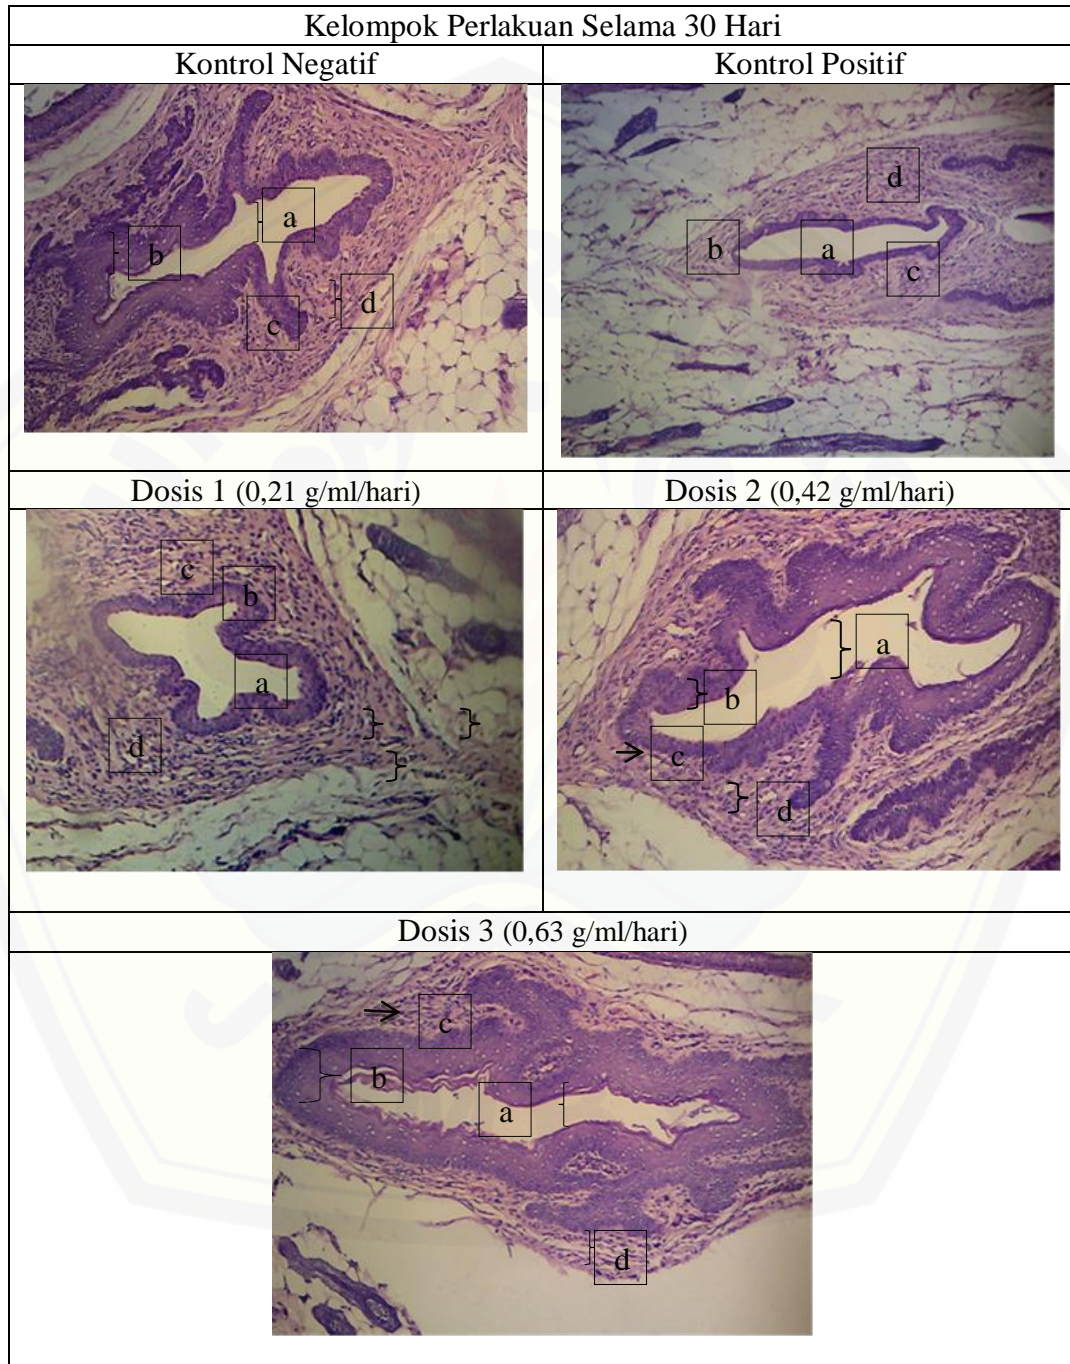 Kelompok Perlakuan Selama 30 Hari
Kontrol Negatif
Kontrol Positif
a
b
c
d
d
b
a
c
Dosis 1 (0,21 g/ml/hari)
Dosis 2 (0,42 g/ml/hari)
c
b
a
d
a
b
c
d
Dosis 3 (0,63 g/ml/hari)
c
b
a
d